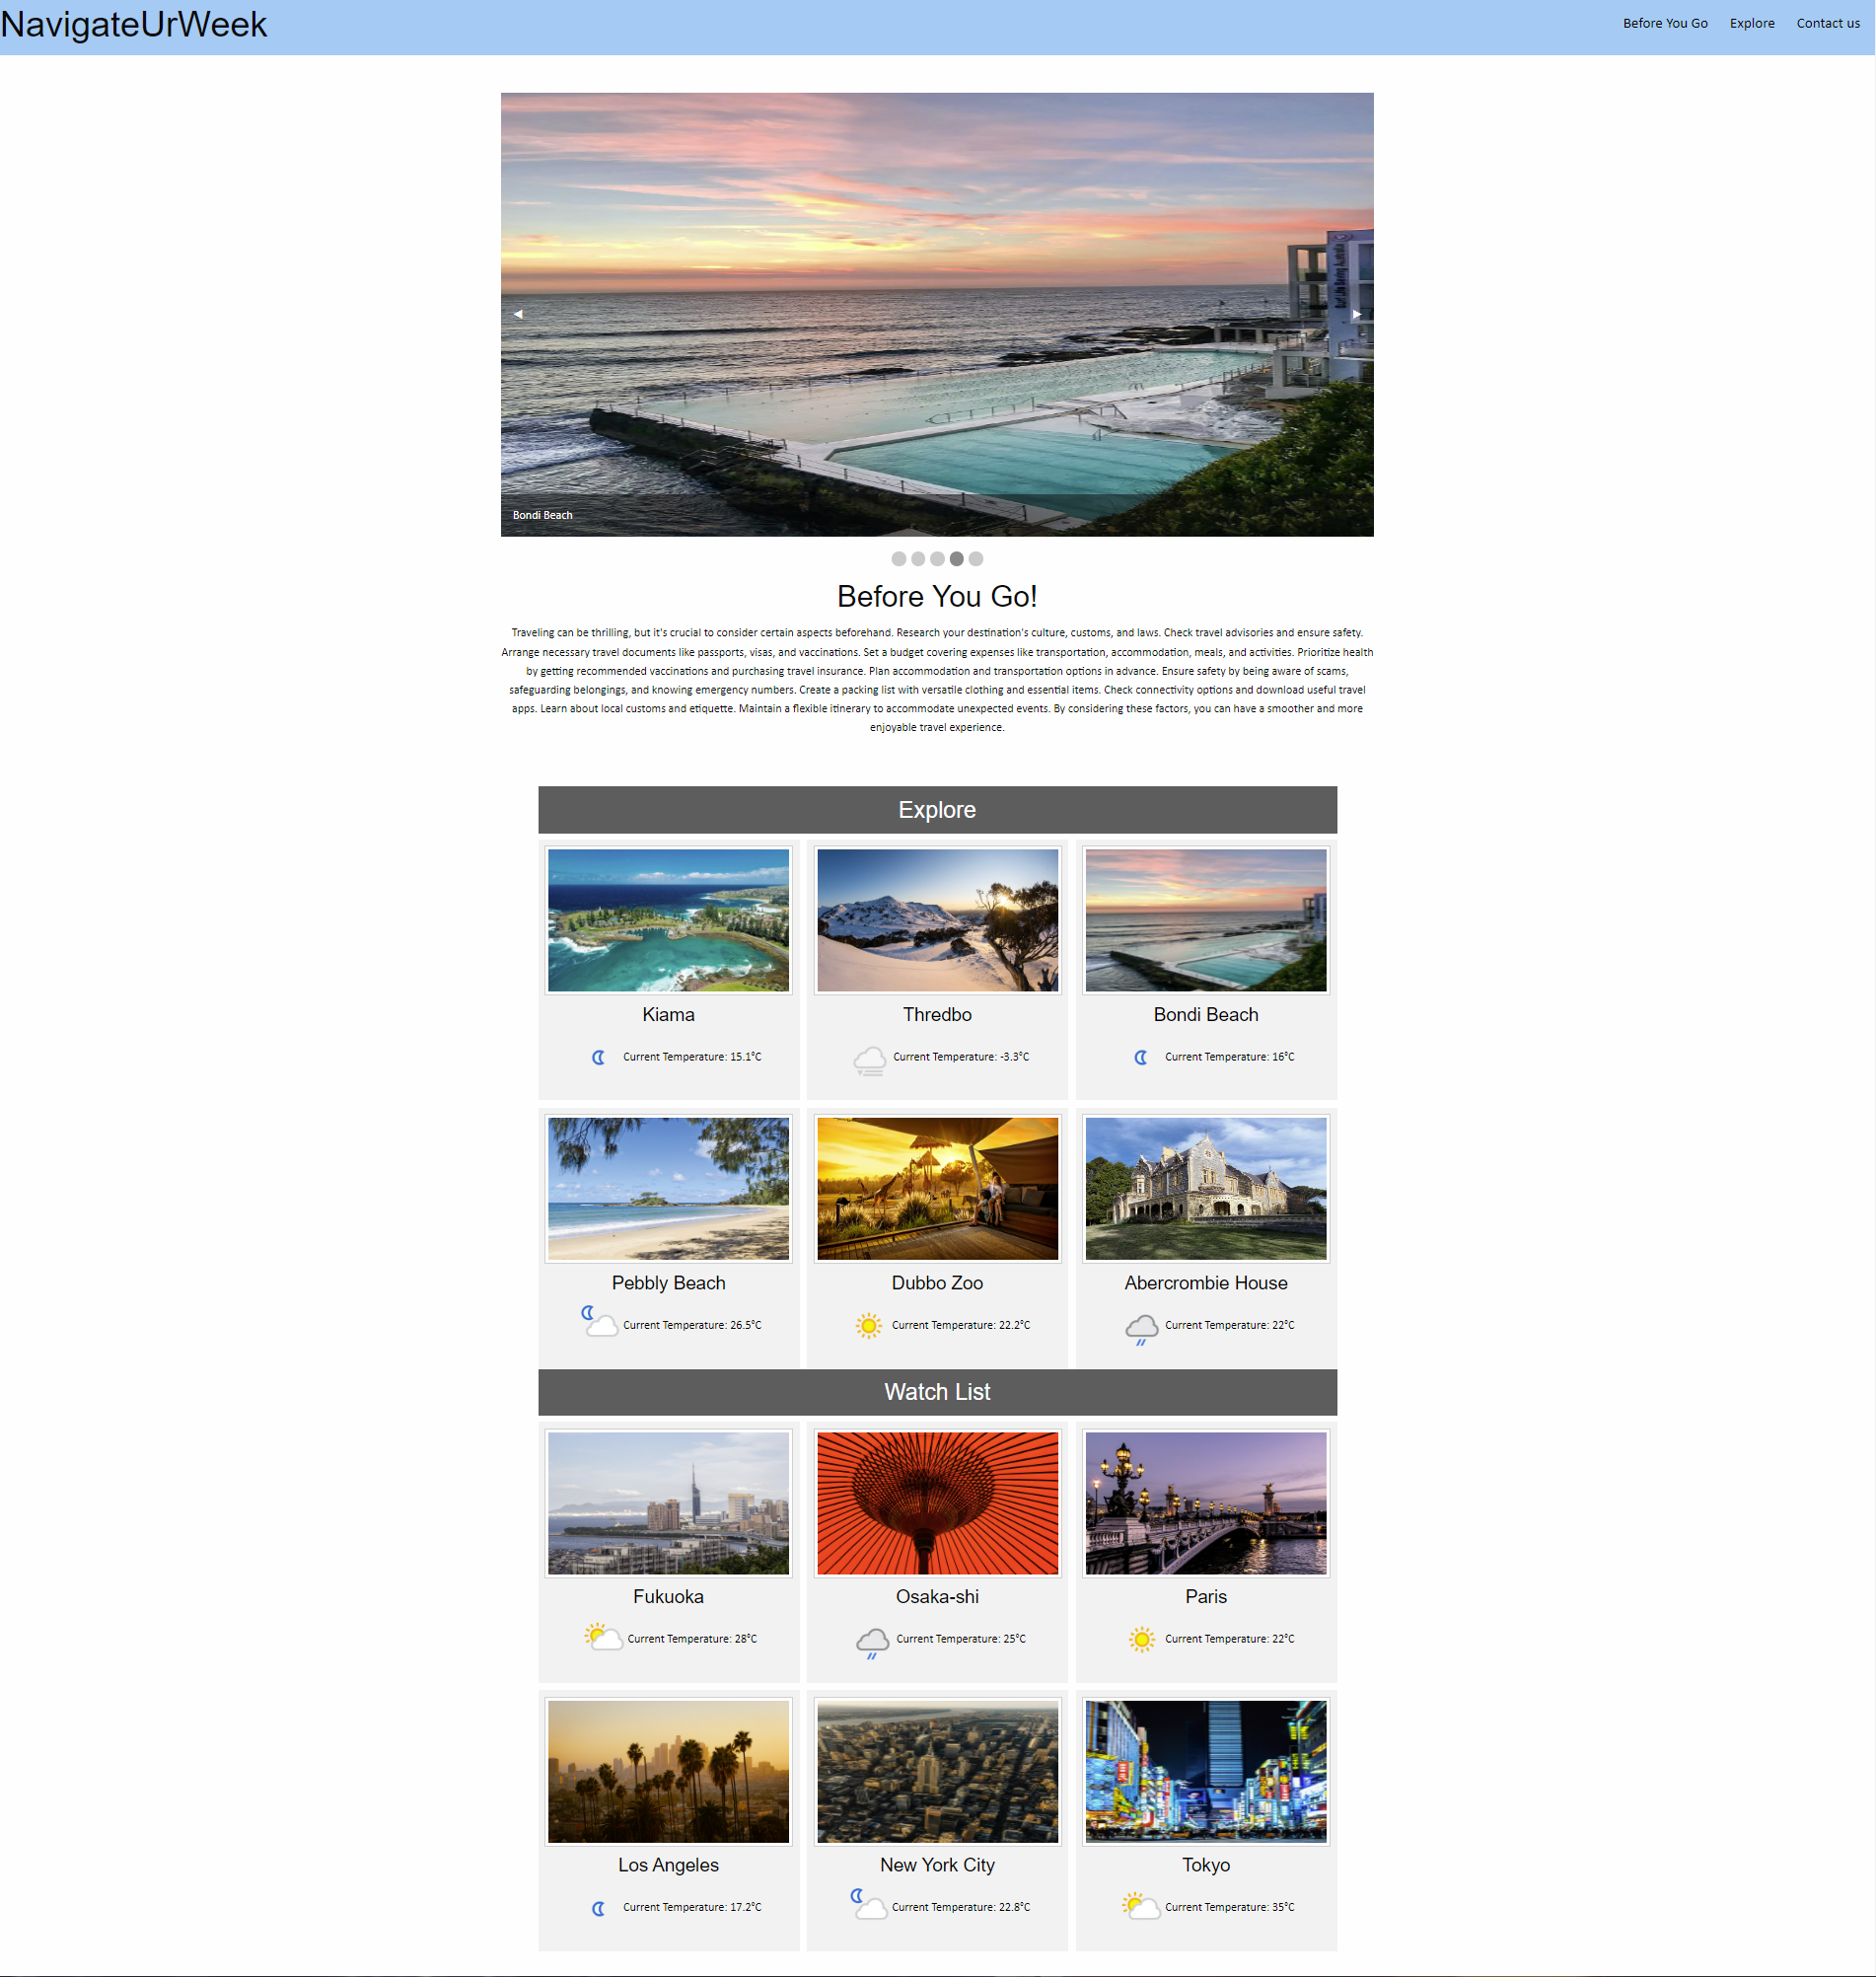 NavigateUrWeek
Before You Go Explore Contact us
Bondi Beach
Before You Go!
Traveling can be thrilling, but it's crucial to consider certain aspects beforehand. Research your destination's culture, customs, and laws. Check travel advisories and ensure safety.
Arrange necessary travel documents like passports, visas, and vaccinations. Set a budget covering expenses like transportation, accommodation, meals, and activities. Prioritize health
by getting recommended vaccinations and purchasing travel insurance. Plan accommodation and transportation options in advance. Ensure safety by being aware of scams,
safeguarding belongings, and knowing emergency numbers. Create a packing list with versatile clothing and essential items. Check connectivity options and download useful travel
apps. Learn about local customs and etiquette. Maintain a flexible itinerary to accommodate unexpected events. By considering these factors, you can have a smoother and more
enjoyable travel experience.
Explore
Kiama
Current Temperature: 15.1°C
Thredbo
Current Temperature: -3.3°C
Bondi Beach
Current Temperature: 16°C
Pebbly Beach
Current Temperature: 26.5°C
Dubbo Zoo
Current Temperature: 22.2°C
Abercrombie House
Current Temperature: 22°C
Watch List
Fukuoka
Current Temperature: 28°C
Osaka-shi
Current Temperature: 25°C
Paris
Current Temperature: 22°C
Los Angeles
Current Temperature: 17.2°C
New York City
Current Temperature: 22.8°C
Tokyo
Current Temperature: 35°C